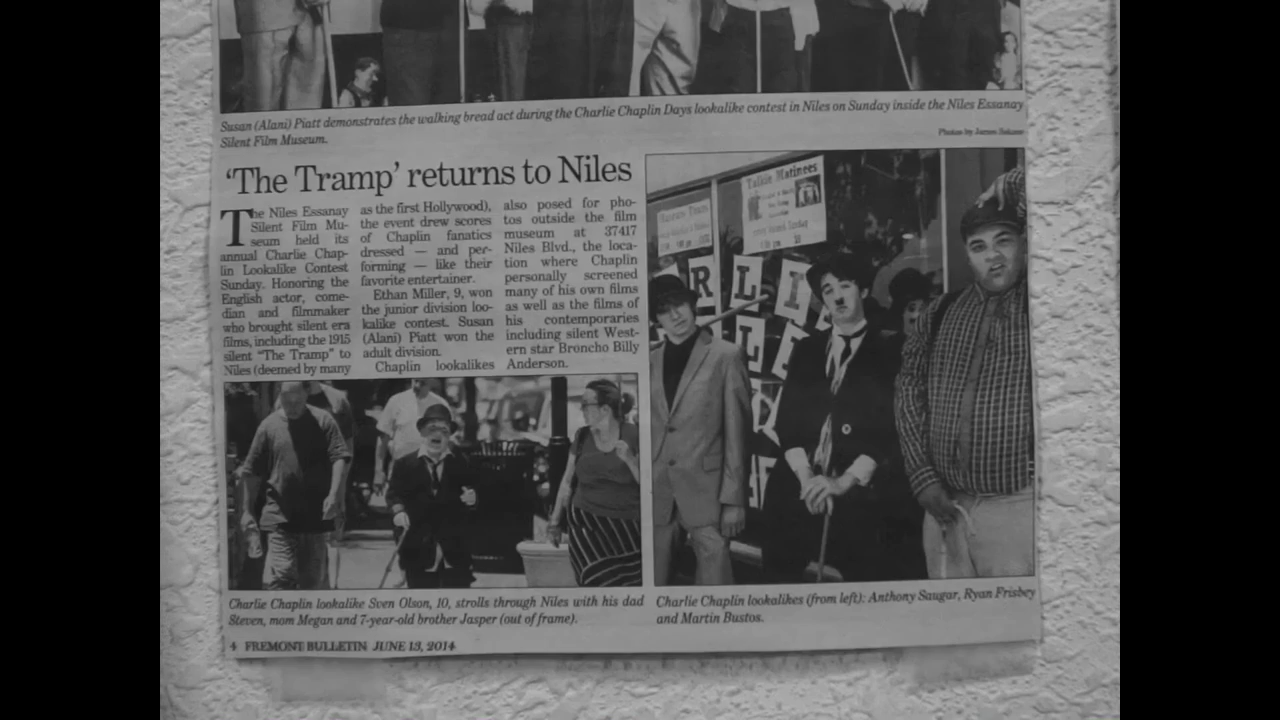 Susan (Alani) Piatt demonstrates the walking bread act during the Charlie Chaplin Days lookalike contest in Niles on Sunday inside the Niles Essanay
Silent Film Museum.
Photos by James
'The Tramp' returns to Niles
The Niles Essanay
Silent Film Mu-
seum held its
annual Charlie Chap-
lin Lookalike Contest
Sunday. Honoring the
English actor, come-
dian and filmmaker
who brought silent era
films, including the 1915
silent "The Tramp" to
Niles (deemed by many
as the first Hollywood),
the event drew scores
of Chaplin fanatics
dressed — and per-
forming — like their
favorite entertainer.
Ethan Miller, 9, won
the junior division loo-
kalike contest. Susan
(Alani) Piatt won the
adult division.
Chaplin lookalikes
also posed for pho-
tos outside the film
museum at 37417
Niles Blvd., the loca-
tion where Chaplin
personally screened
many of his own films
as well as the films of
his contemporaries
including silent West-
ern star Broncho Billy
Anderson.
Talkie Matinees
RLI
LLE
Charlie Chaplin lookalike Sven Olson, 10, strolls through Niles with his dad
Steven, mom Megan and 7-year-old brother Jasper (out of frame).
Charlie Chaplin lookalikes (from left): Anthony Saugar, Ryan Frisbey
and Martin Bustos.
4 FREMONT BULLETIN JUNE 13, 2014